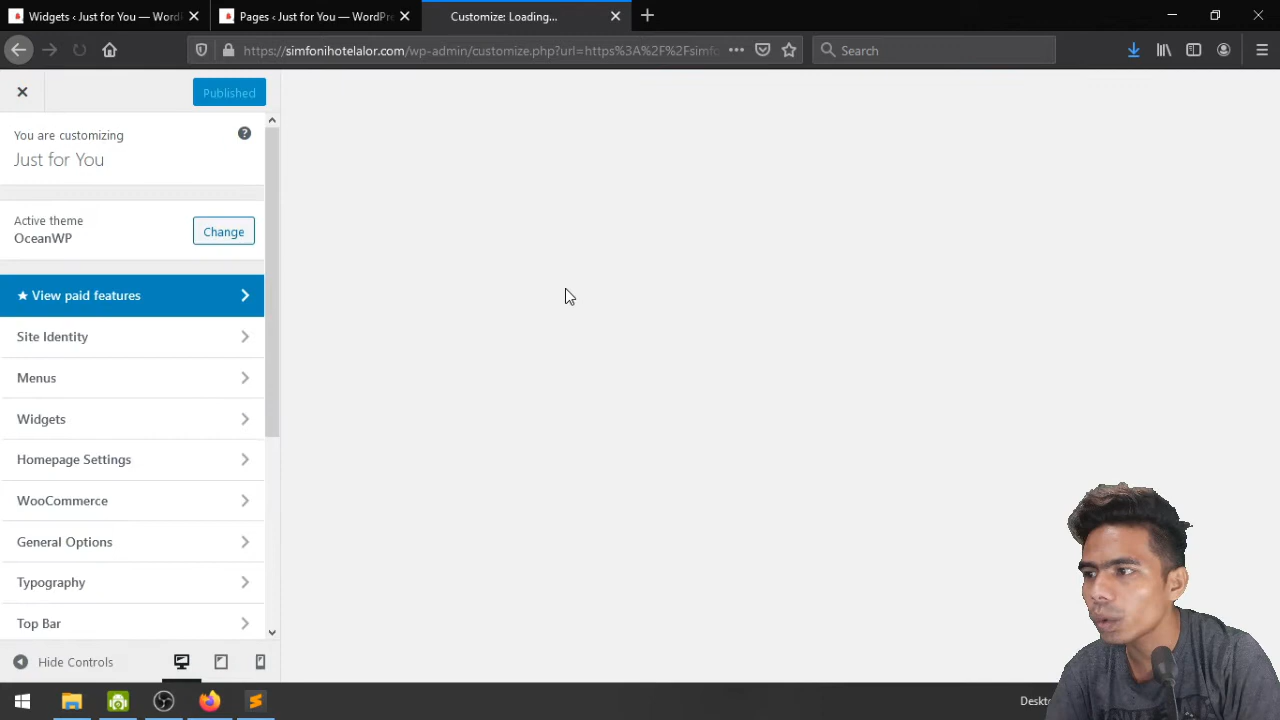 Widgets ‹ Just for You — Word
Pages ‹ Just for You — WordPre
Customize: Loading...
https://simfonihotelalor.com/wp-admin/customize.php?url=https%3A%2F%2Fsimfo
Search
Published
You are customizing
Just for You
Active theme
OceanWP
Change
★ View paid features
Site Identity
Menus
Widgets
Homepage Settings
WooCommerce
General Options
Typography
Top Bar
Hide Controls
Deskto